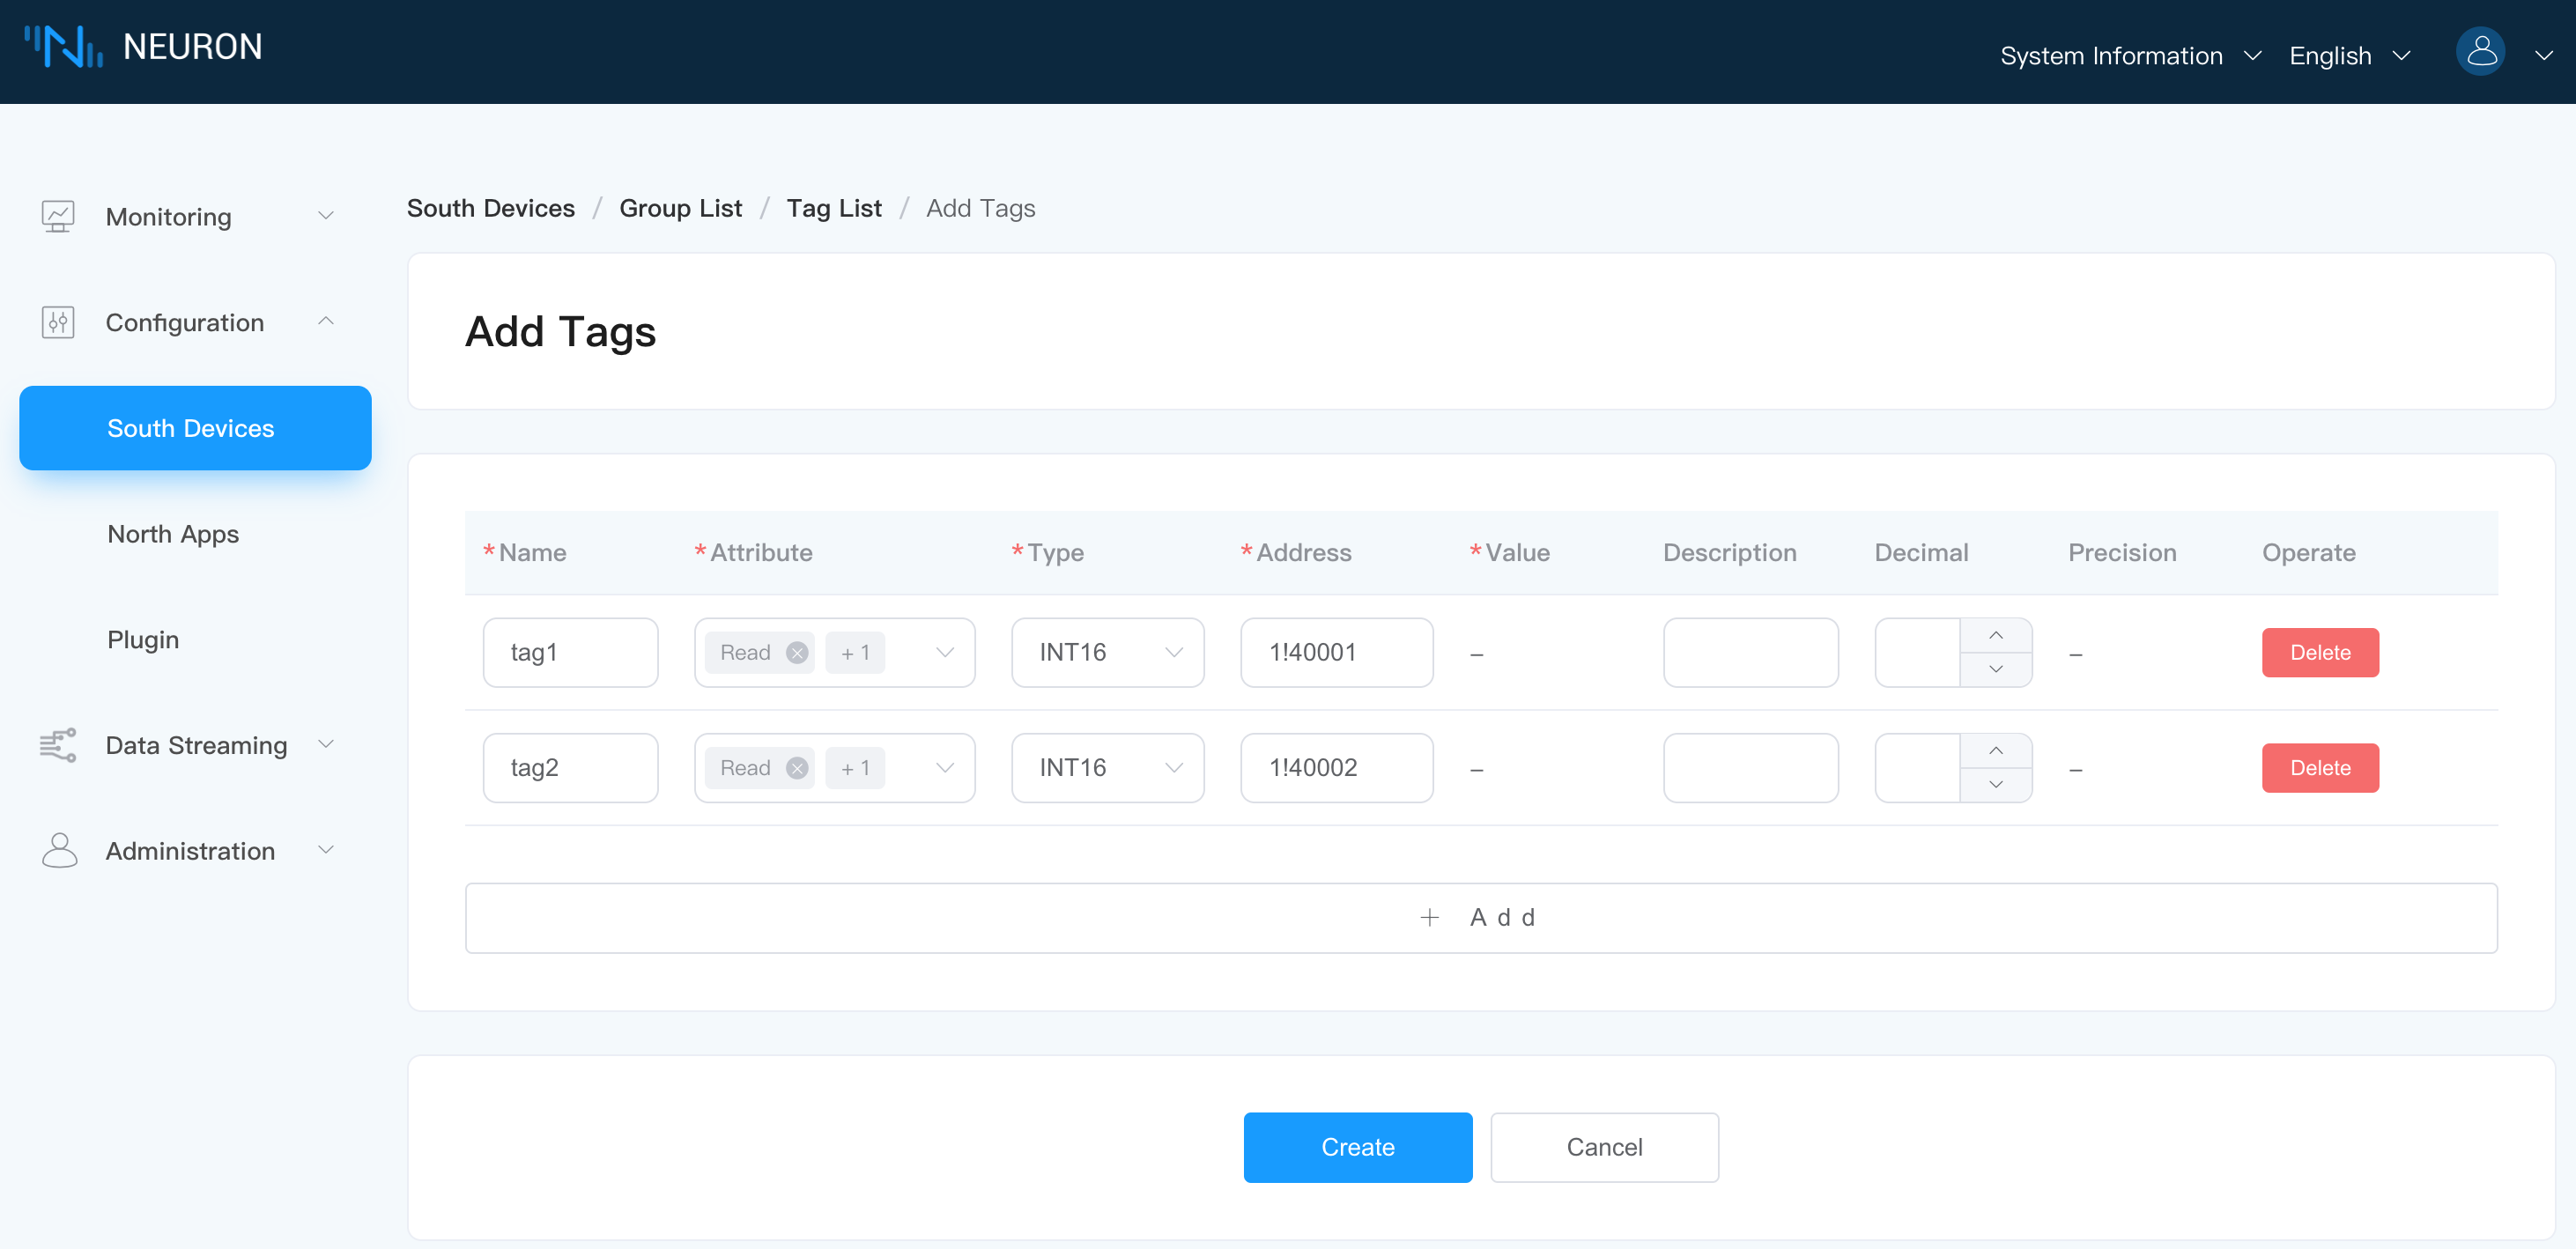 NEURON
System Information English
Monitoring
Configuration
South Devices
North Apps
Plugin
Data Streaming
Administration
South Devices / Group List / Tag List / Add Tags
Add Tags
* Name * Attribute * Type * Address * Value Description Decimal Precision Operate
tag1 Read + 1 INT16 1!40001 – – Delete
tag2 Read + 1 INT16 1!40002 – – Delete
+ Add
Create Cancel